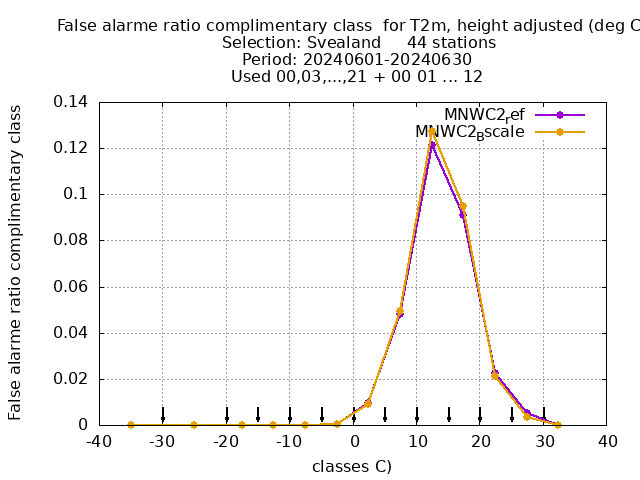 False alarme ratio complimentary class  for T2m, height adjusted (deg C
Selection: Svealand     44 stations
Period: 20240601-20240630
Used 00,03,...,21 + 00 01 ... 12
False alarme ratio complimentary class
0.14
0.12
0.1
0.08
0.06
0.04
0.02
0
MNWC2ref
MNWC2Bscale
-40 -30 -20 -10 0 10 20 30 40
classes C)